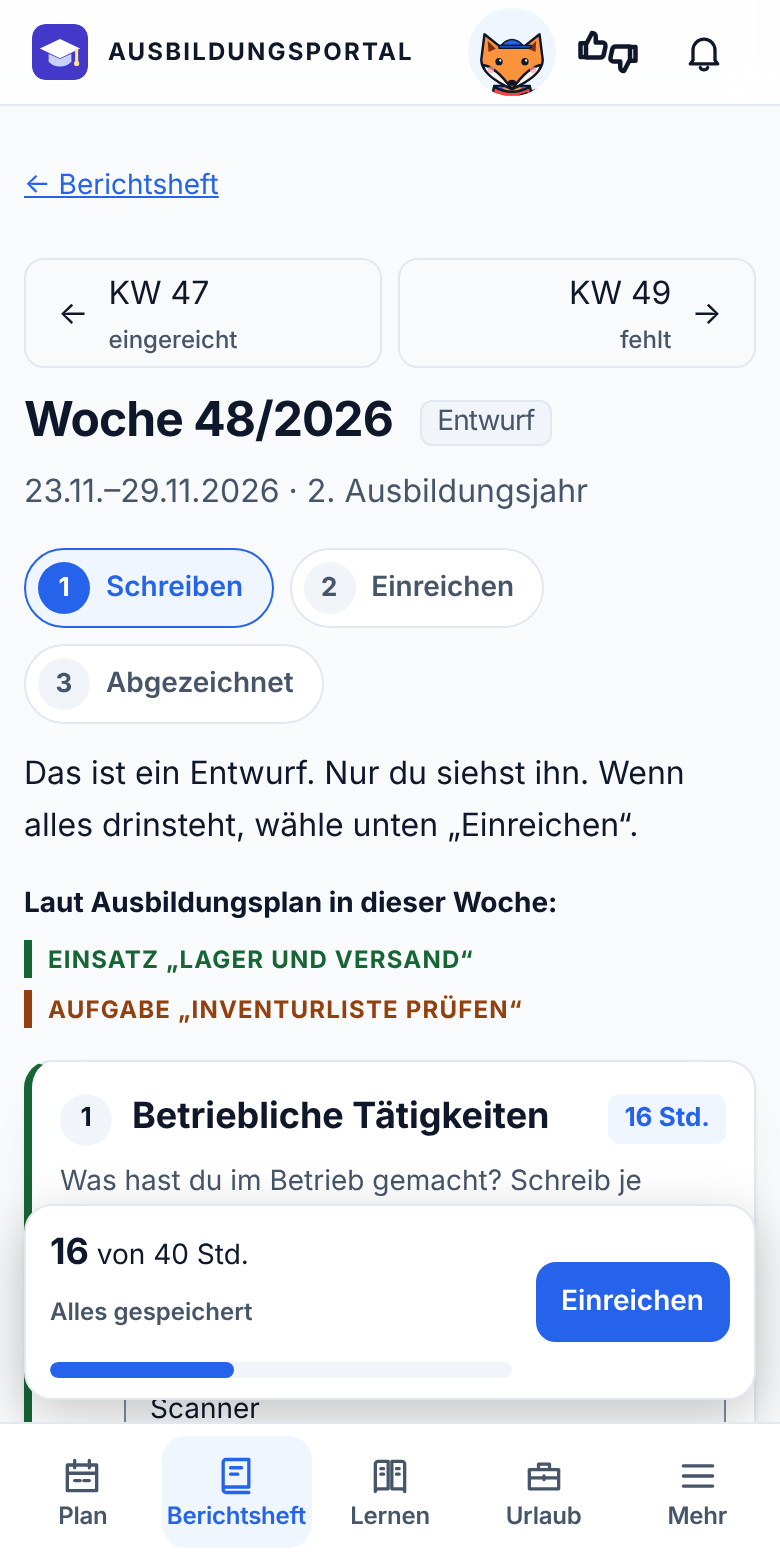 AUSBILDUNGSPORTAL
← Berichtsheft
← KW 47
eingereicht
KW 49 →
fehlt
Woche 48/2026 Entwurf
23.11.–29.11.2026 · 2. Ausbildungsjahr
1 Schreiben
2 Einreichen
3 Abgezeichnet
Das ist ein Entwurf. Nur du siehst ihn. Wenn
alles drinsteht, wähle unten „Einreichen“.
Laut Ausbildungsplan in dieser Woche:
EINSATZ „LAGER UND VERSAND“
AUFGABE „INVENTURLISTE PRÜFEN“
1 Betriebliche Tätigkeiten 16 Std.
Was hast du im Betrieb gemacht? Schreib je
16 von 40 Std.
Alles gespeichert
Einreichen
Scanner
Plan
Berichtsheft
Lernen
Urlaub
Mehr